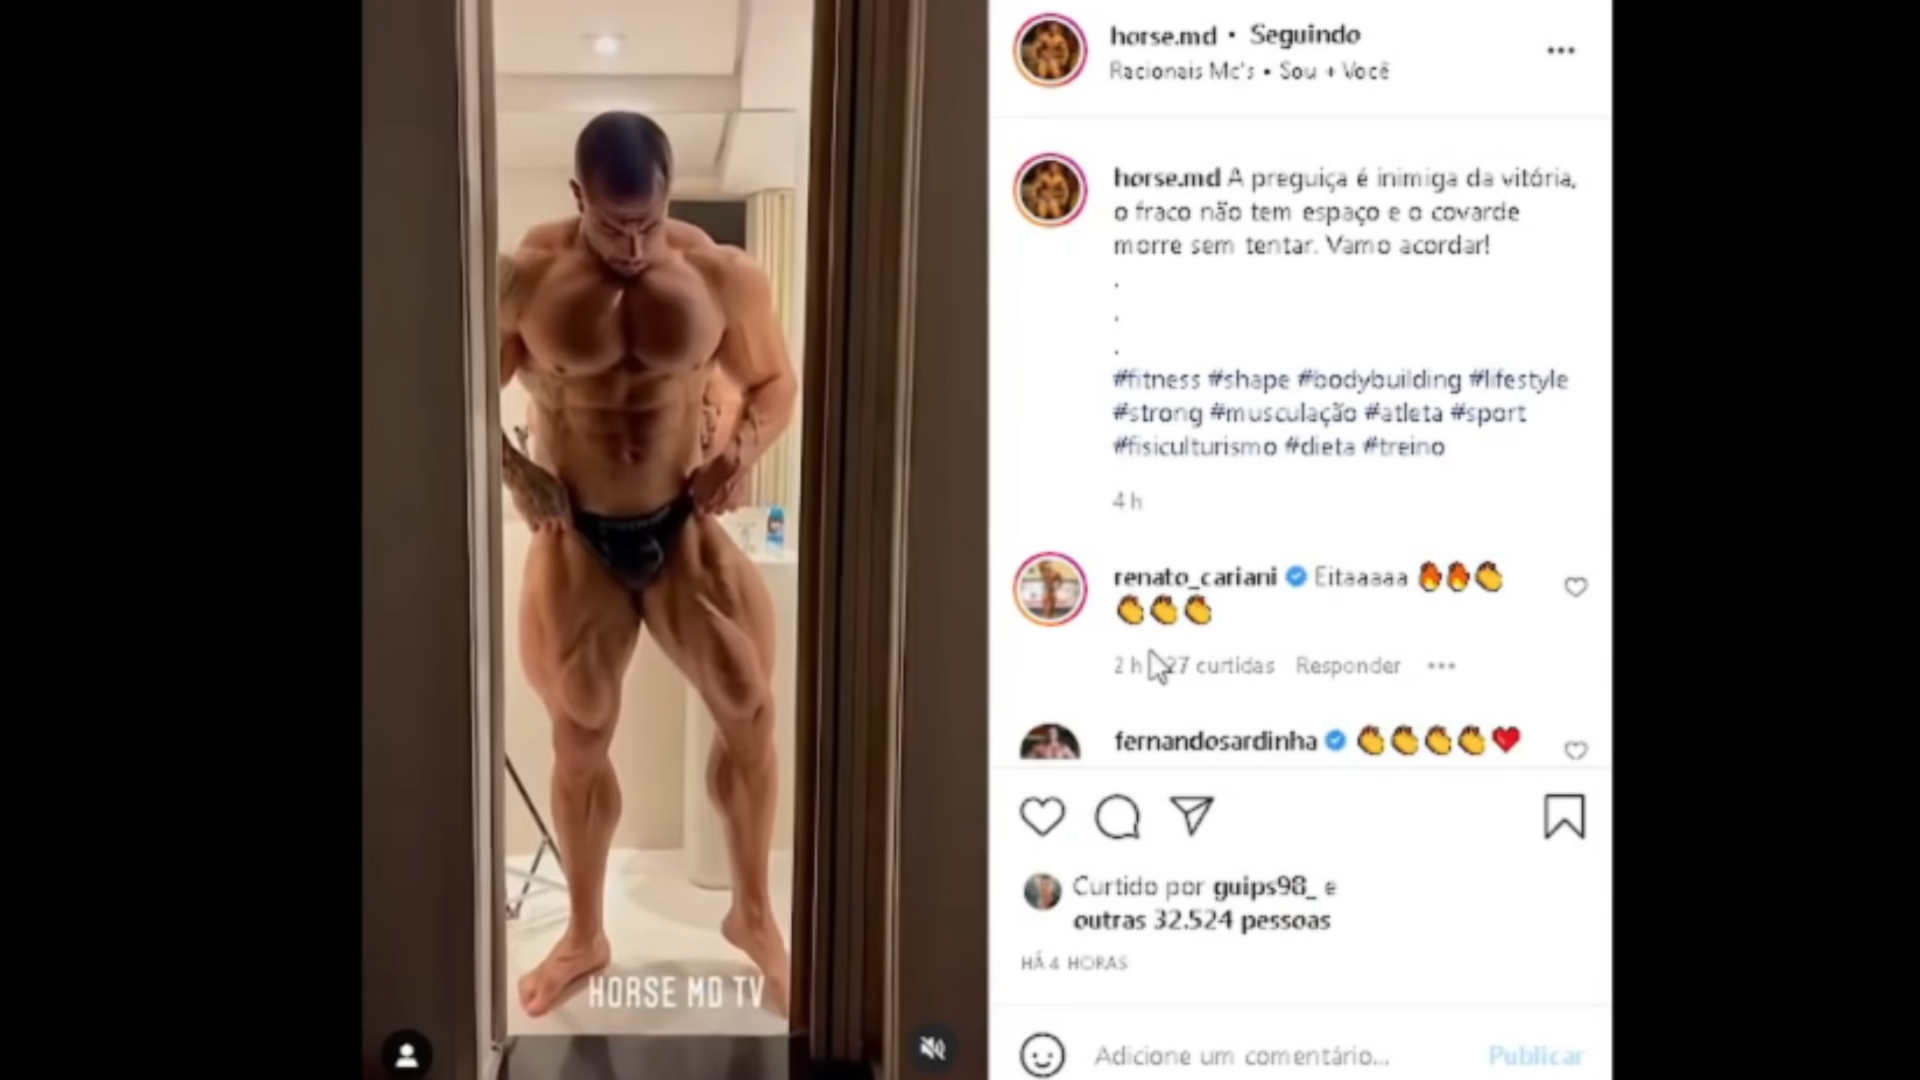 HORSE MD TV
horse.md • Seguindo
Racionais Mc's • Sou + Você
horse.md A preguiça é inimiga da vitória,
o fraco não tem espaço e o covarde
morre sem tentar. Vamo acordar!
.
.
.
#fitness #shape #bodybuilding #lifestyle
#strong #musculação #atleta #sport
#fisiculturismo #dieta #treino
4 h
renato_cariani Eitaaaaa 🔥🔥👏
👏👏👏
2 h 27 curtidas Responder
fernandosardinha 👏👏👏👏❤️
Curtido por guips98_ e
outras 32.524 pessoas
HÁ 4 HORAS
Adicione um comentário... Publicar